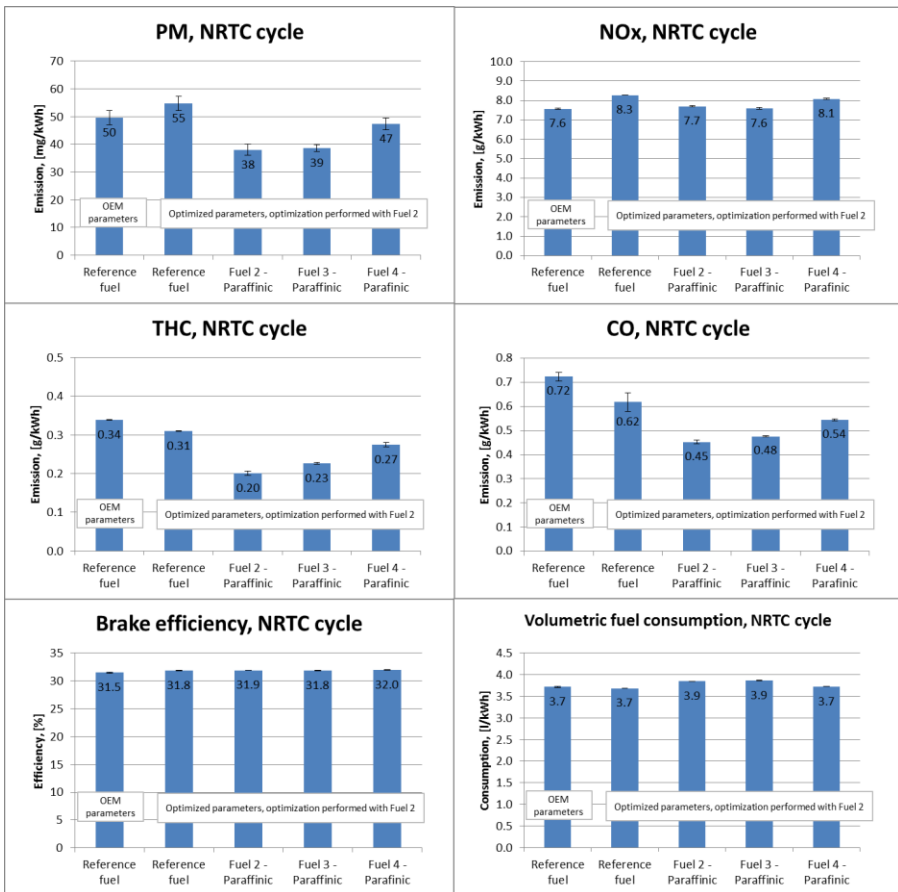 PM, NRTC cycle
Emission, [mg/kWh]
70
60
50
40
30
20
10
0
50
55
38
39
47
OEM
parameters
Optimized parameters, optimization performed with Fuel 2
Reference
fuel
Reference
fuel
Fuel 2 -
Paraffinic
Fuel 3 -
Paraffinic
Fuel 4 -
Parafinic
NOx, NRTC cycle
Emission, [g/kWh]
10.0
9.0
8.0
7.0
6.0
5.0
4.0
3.0
2.0
1.0
0.0
7.6
8.3
7.7
7.6
8.1
OEM
parameters
Optimized parameters, optimization performed with Fuel 2
Reference
fuel
Reference
fuel
Fuel 2 -
Paraffinic
Fuel 3 -
Paraffinic
Fuel 4 -
Parafinic
THC, NRTC cycle
Emission, [g/kWh]
0.5
0.4
0.3
0.2
0.1
0.0
0.34
0.31
0.20
0.23
0.27
OEM
parameters
Optimized parameters, optimization performed with Fuel 2
Reference
fuel
Reference
fuel
Fuel 2 -
Paraffinic
Fuel 3 -
Paraffinic
Fuel 4 -
Parafinic
CO, NRTC cycle
Emission, [g/kWh]
0.8
0.7
0.6
0.5
0.4
0.3
0.2
0.1
0.0
0.72
0.62
0.45
0.48
0.54
OEM
parameters
Optimized parameters, optimization performed with Fuel 2
Reference
fuel
Reference
fuel
Fuel 2 -
Paraffinic
Fuel 3 -
Paraffinic
Fuel 4 -
Parafinic
Brake efficiency, NRTC cycle
Efficiency, [%]
35
30
25
20
15
10
5
0
31.5
31.8
31.9
31.8
32.0
OEM
parameters
Optimized parameters, optimization performed with Fuel 2
Reference
fuel
Reference
fuel
Fuel 2 -
Paraffinic
Fuel 3 -
Paraffinic
Fuel 4 -
Parafinic
Volumetric fuel consumption, NRTC cycle
Consumption, [l/kWh]
4.5
4.0
3.5
3.0
2.5
2.0
1.5
1.0
0.5
0.0
3.7
3.7
3.9
3.9
3.7
OEM
parameters
Optimized parameters, optimization performed with Fuel 2
Reference
fuel
Reference
fuel
Fuel 2 -
Paraffinic
Fuel 3 -
Paraffinic
Fuel 4 -
Parafinic